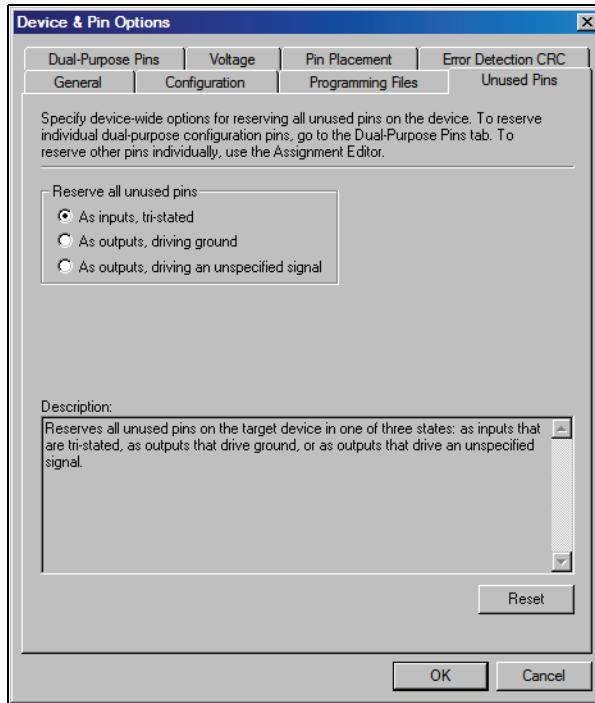 Device & Pin Options
Dual-Purpose Pins
Voltage
Pin Placement
Error Detection CRC
General
Configuration
Programming Files
Unused Pins
Specify device-wide options for reserving all unused pins on the device. To reserve
individual dual-purpose configuration pins, go to the Dual-Purpose Pins tab. To
reserve other pins individually, use the Assignment Editor.
Reserve all unused pins
As inputs, tri-stated
As outputs, driving ground
As outputs, driving an unspecified signal
Description:
Reserves all unused pins on the target device in one of three states: as inputs that
are tri-stated, as outputs that drive ground, or as outputs that drive an unspecified
signal.
Reset
OK
Cancel